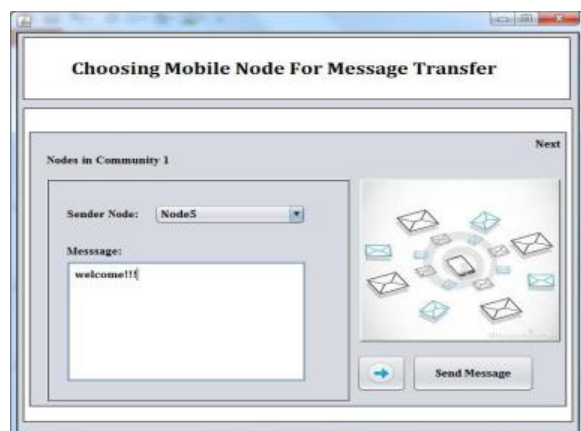 Choosing Mobile Node For Message Transfer
Next
Nodes in Community 1
Sender Node: Node5
Messsage:
welcome!!!
Send Message